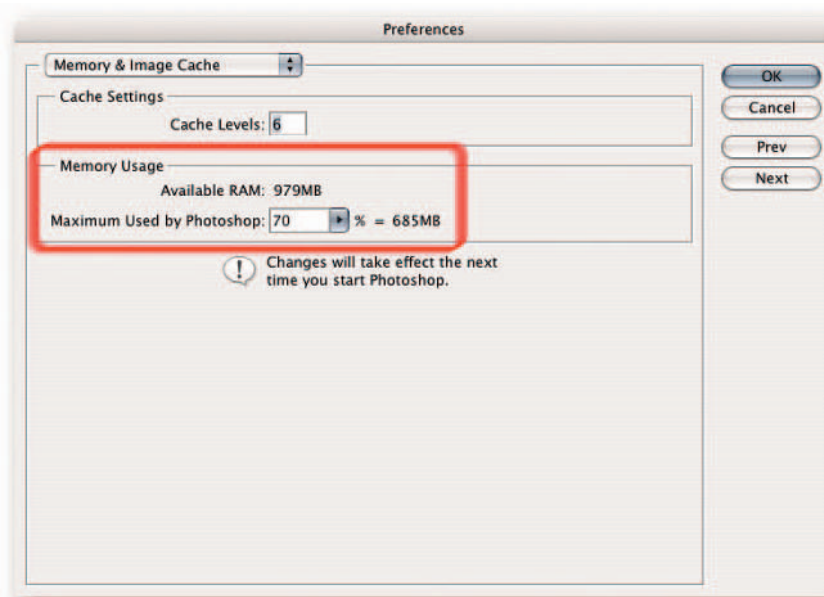 Preferences
Memory & Image Cache
OK
Cache Settings
Cache Levels: 6
Cancel
Prev
Memory Usage
Next
Available RAM: 979MB
Maximum Used by Photoshop: 70 % = 685MB
! Changes will take effect the next
time you start Photoshop.